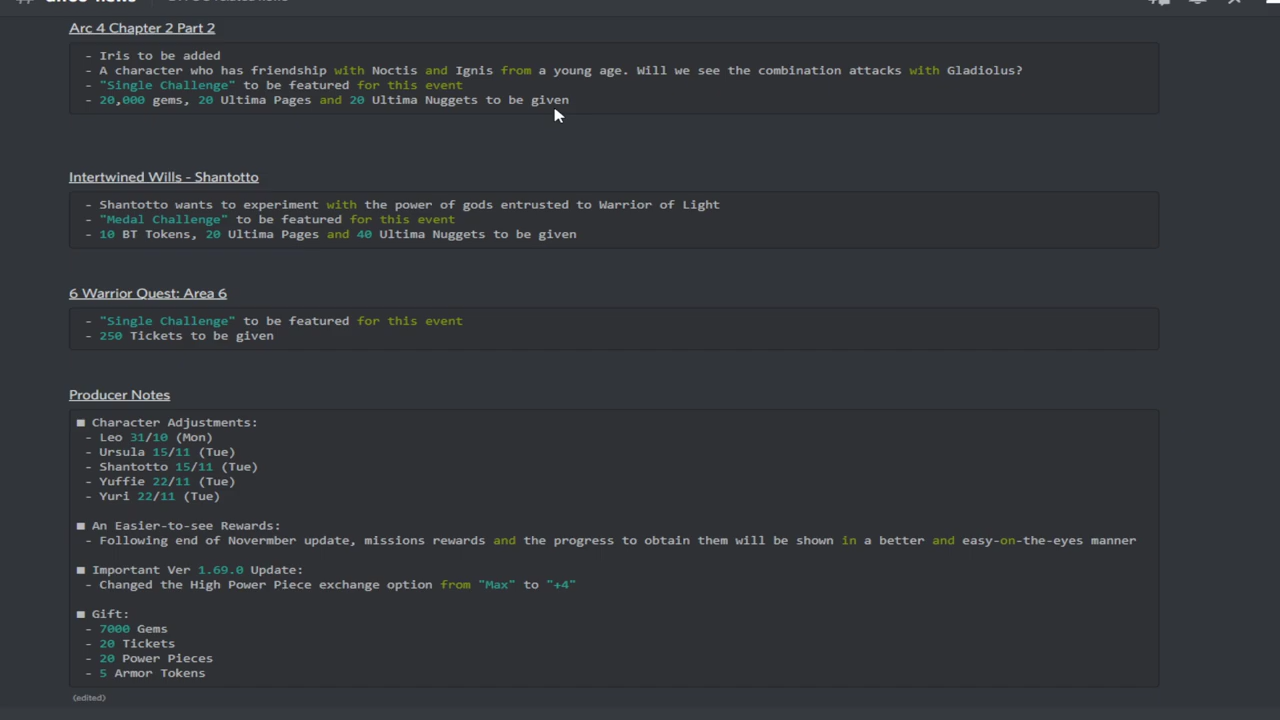 Arc 4 Chapter 2 Part 2
- Iris to be added
- A character who has friendship with Noctis and Ignis from a young age. Will we see the combination attacks with Gladiolus?
- "Single Challenge" to be featured for this event
- 20,000 gems, 20 Ultima Pages and 20 Ultima Nuggets to be given
Intertwined Wills - Shantotto
- Shantotto wants to experiment with the power of gods entrusted to Warrior of Light
- "Medal Challenge" to be featured for this event
- 10 BT Tokens, 20 Ultima Pages and 40 Ultima Nuggets to be given
6 Warrior Quest: Area 6
- "Single Challenge" to be featured for this event
- 250 Tickets to be given
Producer Notes
■ Character Adjustments:
- Leo 31/10 (Mon)
- Ursula 15/11 (Tue)
- Shantotto 15/11 (Tue)
- Yuffie 22/11 (Tue)
- Yuri 22/11 (Tue)
■ An Easier-to-see Rewards:
- Following end of Novermber update, missions rewards and the progress to obtain them will be shown in a better and easy-on-the-eyes manner
■ Important Ver 1.69.0 Update:
- Changed the High Power Piece exchange option from "Max" to "+4"
■ Gift:
- 7000 Gems
- 20 Tickets
- 20 Power Pieces
- 5 Armor Tokens
(edited)